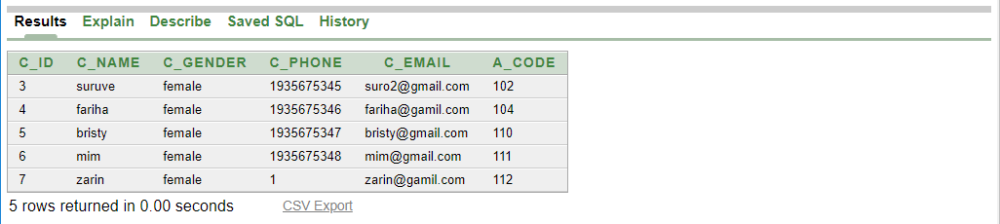 Results Explain Describe Saved SQL History
C_ID C_NAME C_GENDER C_PHONE C_EMAIL A_CODE
3 suruve female 1935675345 suro2@gmail.com 102
4 fariha female 1935675346 fariha@gamil.com 104
5 bristy female 1935675347 bristy@gmail.com 110
6 mim female 1935675348 mim@gmail.com 111
7 zarin female 1 zarin@gamil.com 112
5 rows returned in 0.00 seconds CSV Export